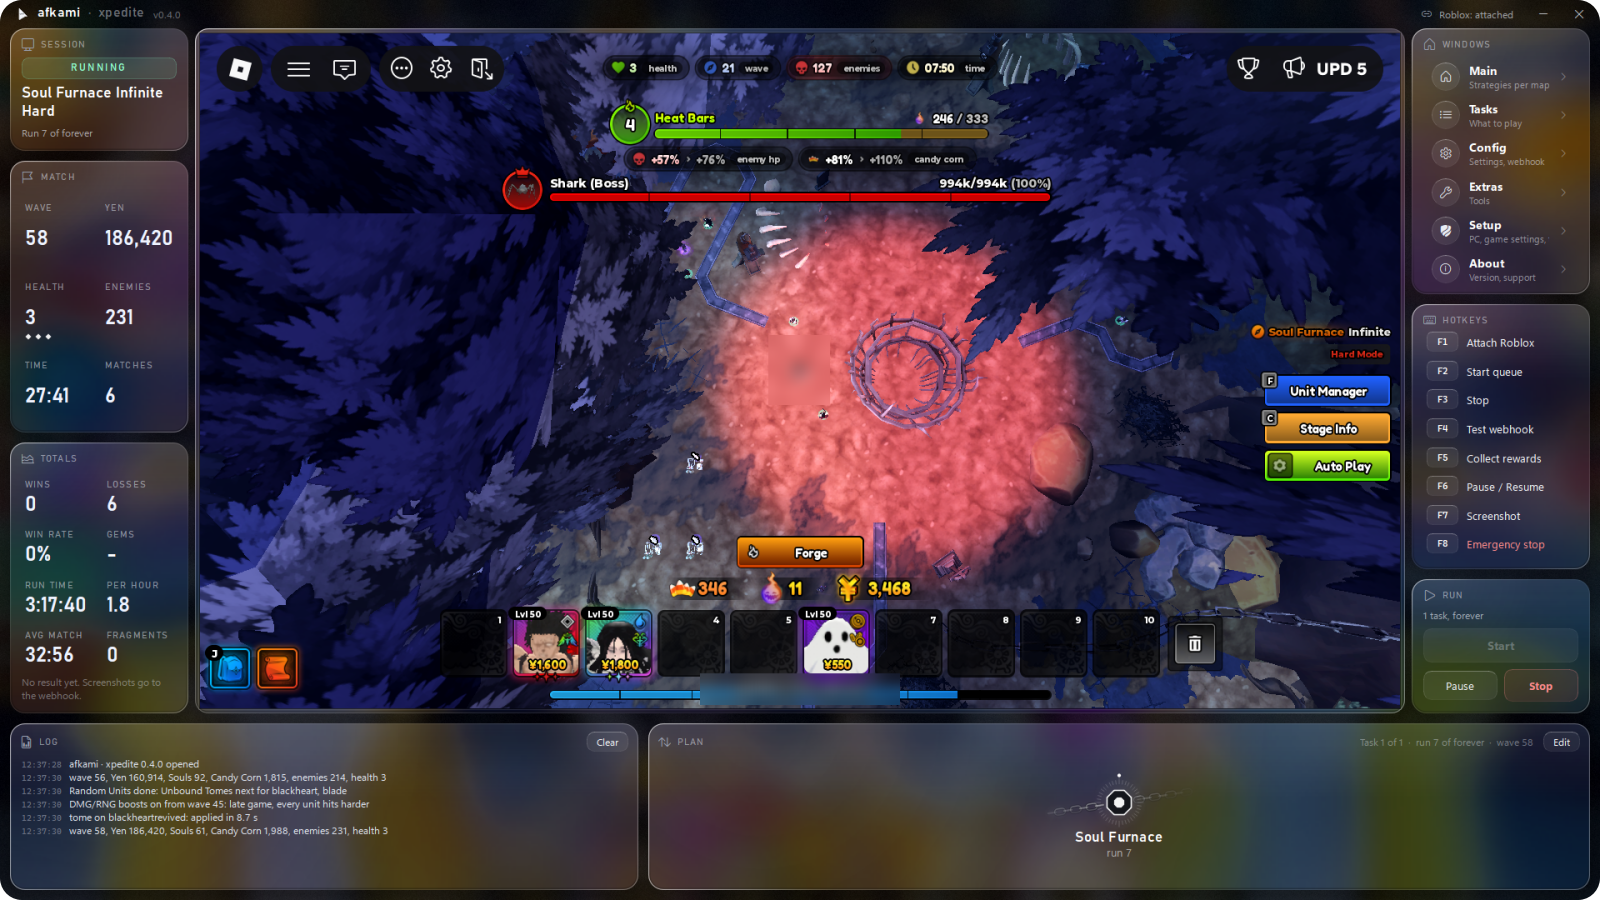 afkami · xpedite v0.4.0
Roblox: attached
SESSION
RUNNING
Soul Furnace Infinite
Hard
Run 7 of forever
MATCH
WAVE YEN
58 186,420
HEALTH ENEMIES
3 231
TIME MATCHES
27:41 6
TOTALS
WINS LOSSES
0 6
WIN RATE GEMS
0% –
RUN TIME PER HOUR
3:17:40 1.8
AVG MATCH FRAGMENTS
32:56 0
No result yet. Screenshots go to
the webhook.
3 health
21 wave
127 enemies
07:50 time
UPD 5
4 Heat Bars 246 / 333
+57% › +76% enemy hp
+81% › +110% candy corn
Shark (Boss) 994k/994k (100%)
Soul Furnace Infinite
Hard Mode
F Unit Manager
C Stage Info
Auto Play
Forge
346 11 3,468
J
1
Lvl 50 ¥1,600
Lvl 50 ¥1,800
4
5
Lvl 50 ¥550
7
8
9
10
WINDOWS
Main
Strategies per map
Tasks
What to play
Config
Settings, webhook
Extras
Tools
Setup
PC, game settings,
About
Version, support
HOTKEYS
F1 Attach Roblox
F2 Start queue
F3 Stop
F4 Test webhook
F5 Collect rewards
F6 Pause / Resume
F7 Screenshot
F8 Emergency stop
RUN
1 task, forever
Start
Pause Stop
LOG Clear
12:37:28 afkami - xpedite 0.4.0 opened
12:37:30 wave 56, Yen 160,914, Souls 92, Candy Corn 1,815, enemies 214, health 3
12:37:30 Random Units done: Unbound Tomes next for blackheart, blade
12:37:30 DMG/RNG boosts on from wave 45: late game, every unit hits harder
12:37:30 tome on blackheartrevived: applied in 8.7 s
12:37:30 wave 58, Yen 186,420, Souls 61, Candy Corn 1,988, enemies 231, health 3
PLAN
Task 1 of 1 · run 7 of forever · wave 58 Edit
Soul Furnace
run 7